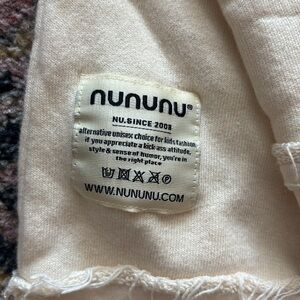 nununu®
NU.SINCE 2008
alternative unisex choice for kids fashion.
if you appreciate a kick-ass attitude,
style & sense of humor, you're in
the right place
WWW.NUNUNU.COM